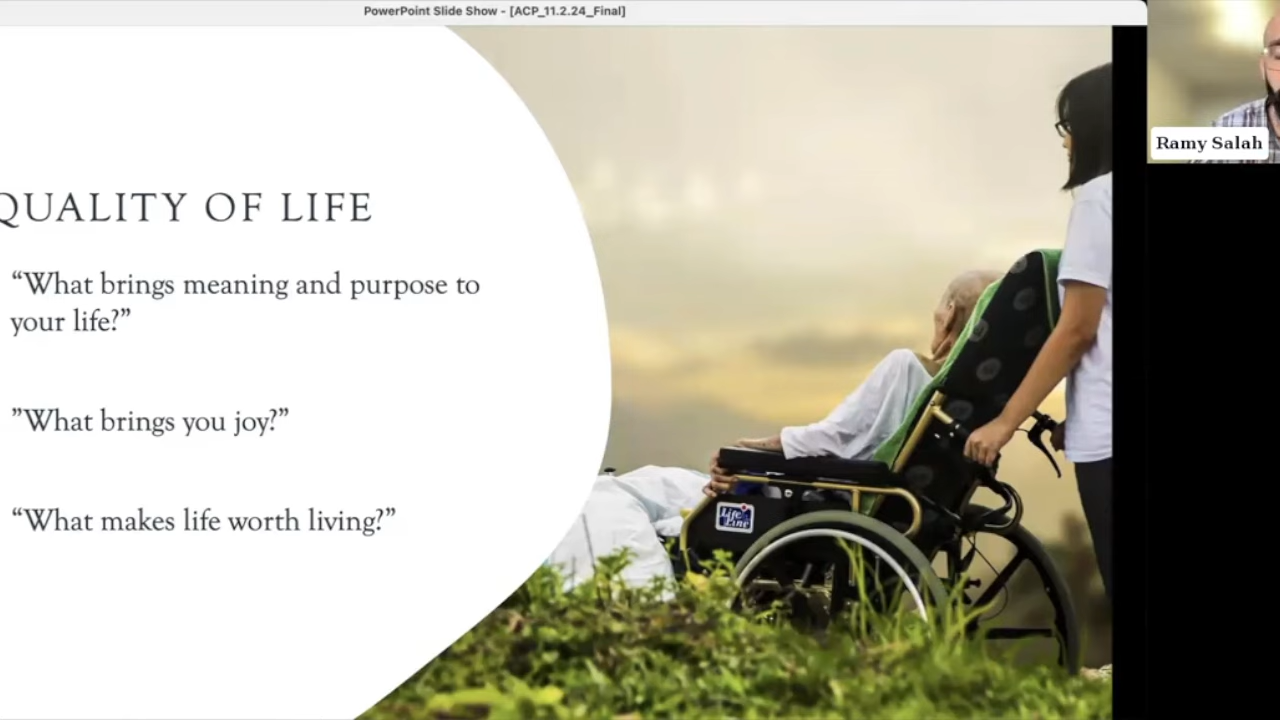 PowerPoint Slide Show - [ACP_11.2.24_Final]
Ramy Salah
QUALITY OF LIFE
“What brings meaning and purpose to
your life?”
”What brings you joy?”
“What makes life worth living?”
Life
Line